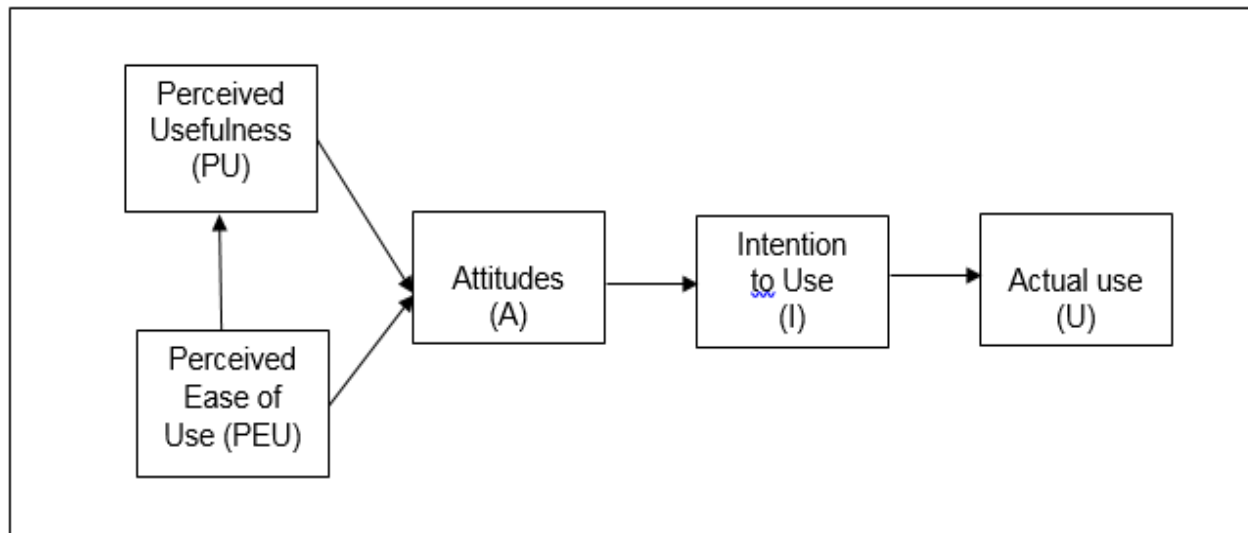 Perceived
Usefulness
(PU)
Perceived
Ease of
Use (PEU)
Attitudes
(A)
Intention
to Use
(I)
Actual use
(U)